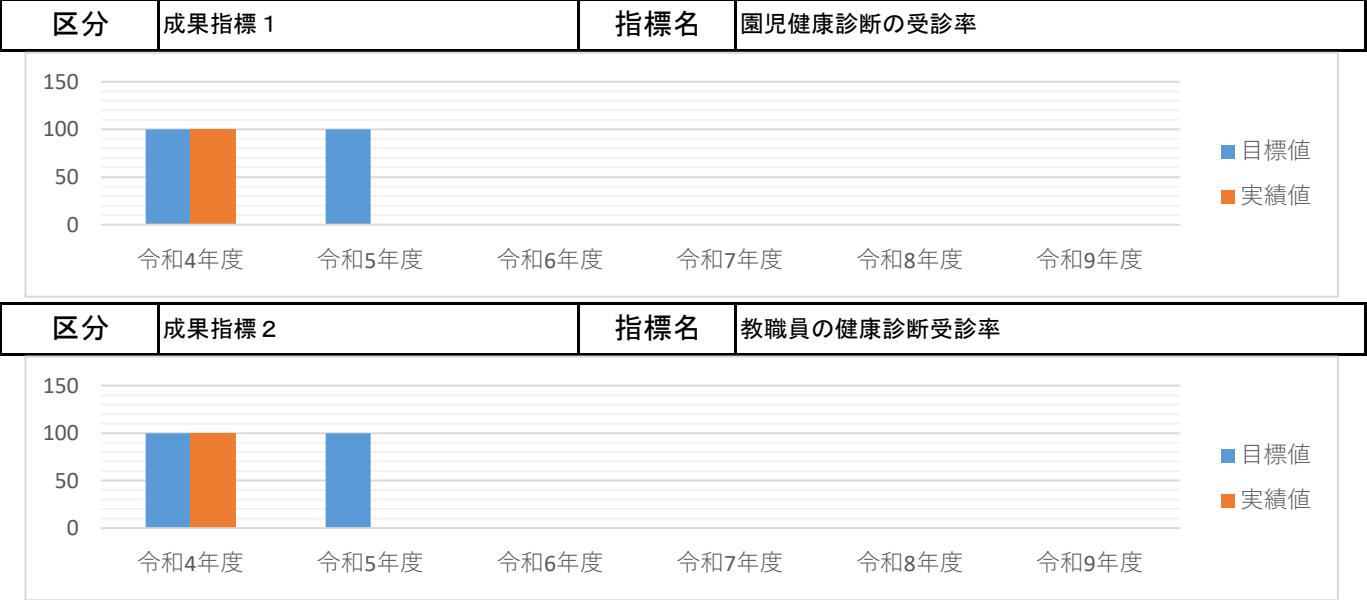 区分 成果指標１ 指標名 園児健康診断の受診率
150
100
50
0
令和4年度 令和5年度 令和6年度 令和7年度 令和8年度 令和9年度
目標値
実績値
区分 成果指標２ 指標名 教職員の健康診断受診率
150
100
50
0
令和4年度 令和5年度 令和6年度 令和7年度 令和8年度 令和9年度
目標値
実績値